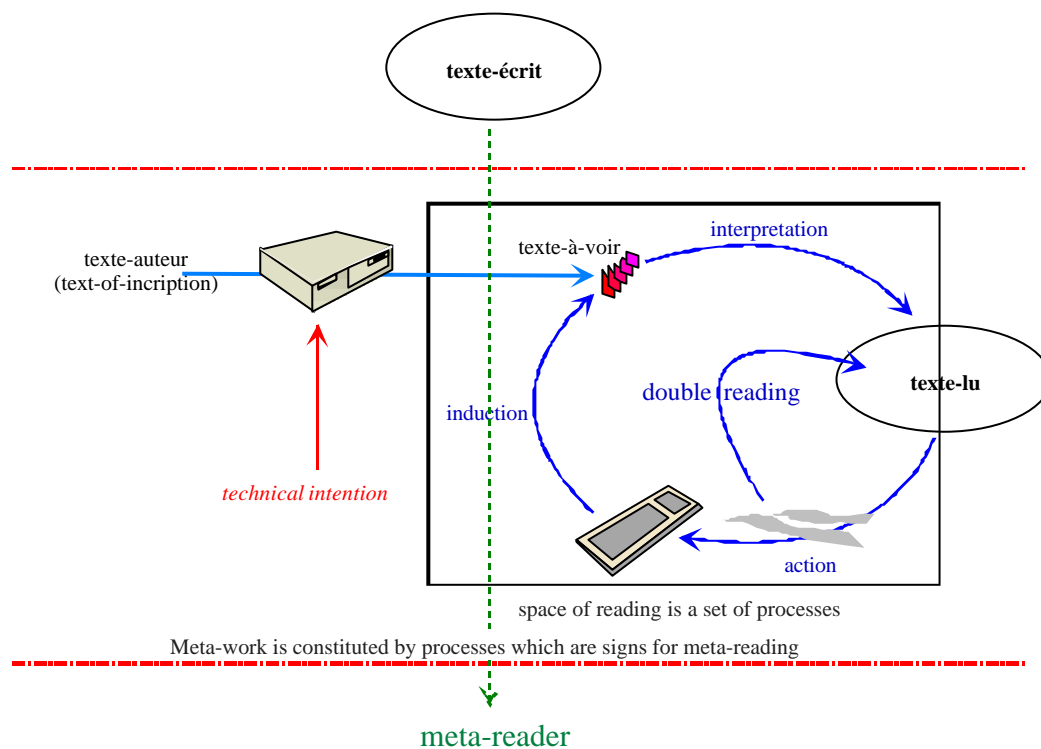 texte-écrit
interpretation
texte-à-voir
texte-auteur
(text-of-incription)
texte-lu
double reading
induction
technical intention
action
space of reading is a set of processes
Meta-work is constituted by processes which are signs for meta-reading
meta-reader